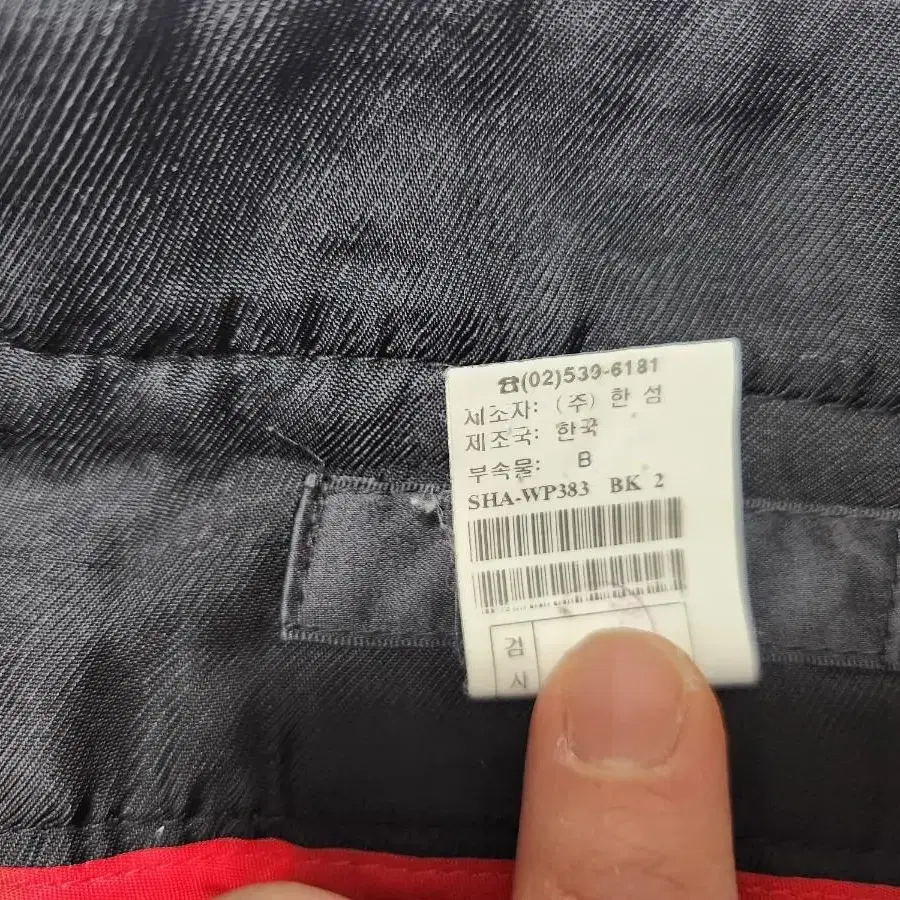 ☎(02)539-6181
제조자: (주) 한 섬
제조국: 한국
부속물: B
SHA-WP383 BK 2
검
사